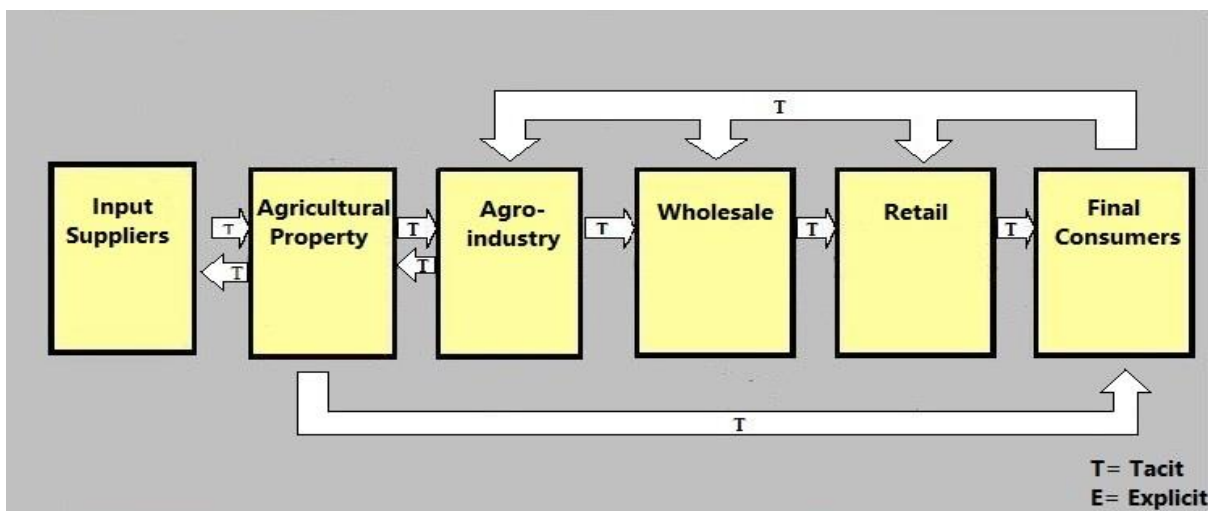 T
Input
Suppliers
Agricultural
Property
Agro-
industry
Wholesale
Retail
Final
Consumers
T
T
T
T
T
T
T
T
T= Tacit
E= Explicit